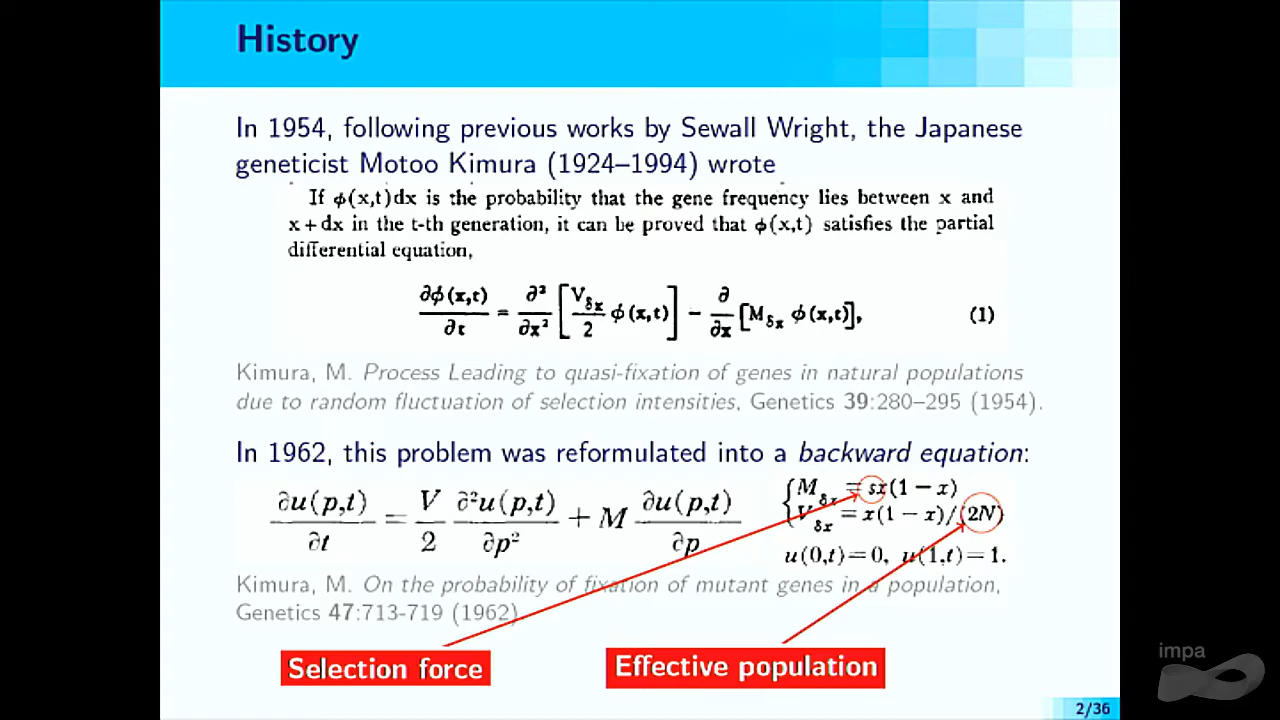 History
In 1954, following previous works by Sewall Wright, the Japanese
geneticist Motoo Kimura (1924–1994) wrote
If ϕ(x,t)dx is the probability that the gene frequency lies between x and
x+dx in the t-th generation, it can be proved that ϕ(x,t) satisfies the partial
differential equation,
∂ϕ(x,t)/∂t = ∂²/∂x² [V_δx/2 ϕ(x,t)] − ∂/∂x [M_δx ϕ(x,t)], (1)
Kimura, M. Process Leading to quasi-fixation of genes in natural populations
due to random fluctuation of selection intensities, Genetics 39:280–295 (1954).
In 1962, this problem was reformulated into a backward equation:
∂u(p,t)/∂t = V/2 ∂²u(p,t)/∂p² + M ∂u(p,t)/∂p
{M_δx = sx(1 − x)
V_δx = x(1 − x)/(2N)
u(0,t)=0, u(1,t)=1.
Kimura, M. On the probability of fixation of mutant genes in a population,
Genetics 47:713-719 (1962)
Selection force
Effective population
impa
2/36